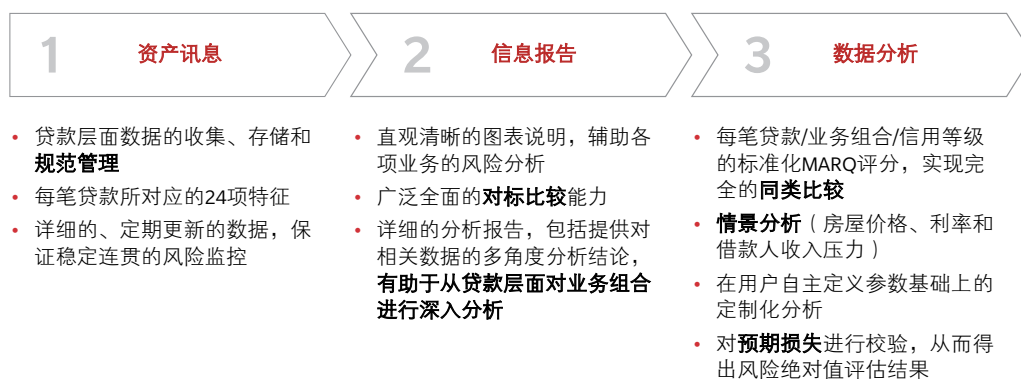 1 资产讯息
• 贷款层面数据的收集、存储和
规范管理
• 每笔贷款所对应的24项特征
• 详细的、定期更新的数据，保
证稳定连贯的风险监控
2 信息报告
• 直观清晰的图表说明，辅助各
项业务的风险分析
• 广泛全面的对标比较能力
• 详细的分析报告，包括提供对
相关数据的多角度分析结论，
有助于从贷款层面对业务组合
进行深入分析
3 数据分析
• 每笔贷款/业务组合/信用等级
的标准化MARQ评分，实现完
全的同类比较
• 情景分析（房屋价格、利率和
借款人收入压力）
• 在用户自主定义参数基础上的
定制化分析
• 对预期损失进行校验，从而得
出风险绝对值评估结果